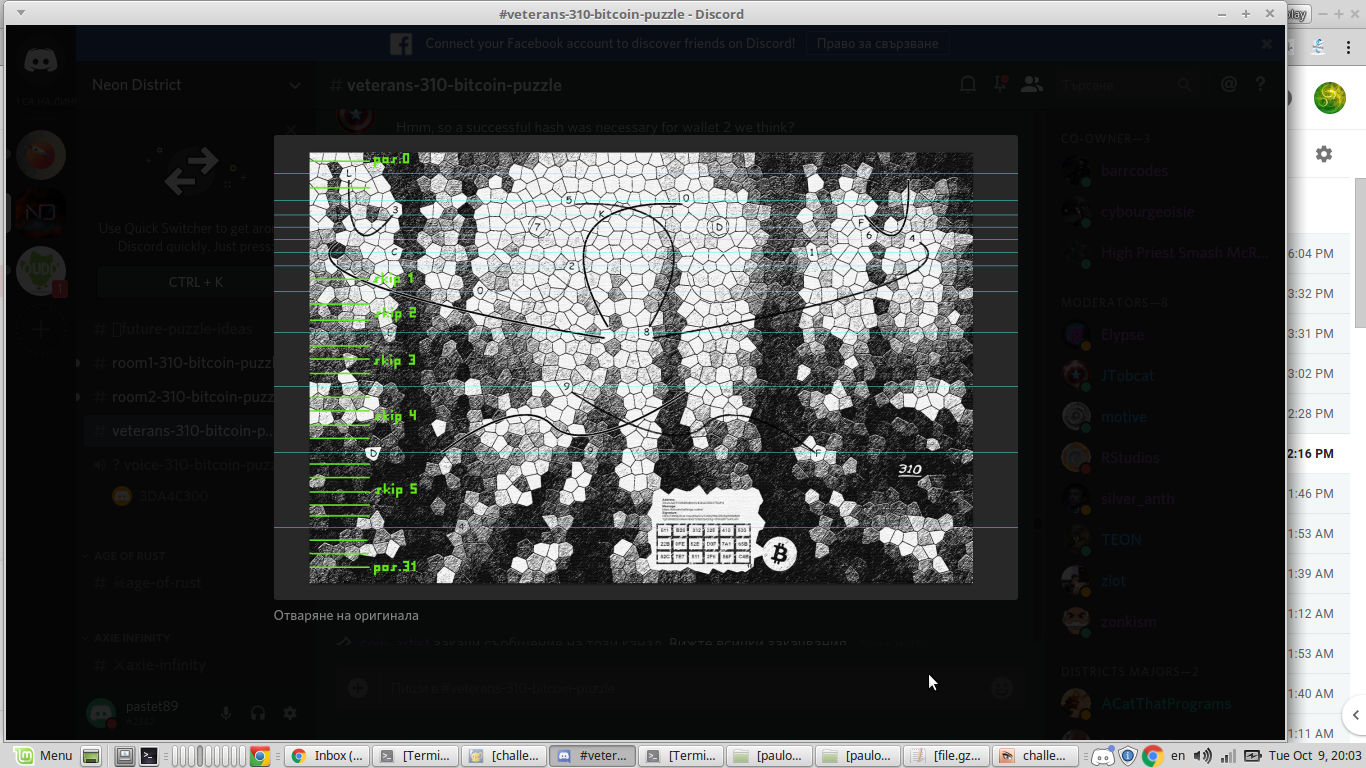 #veterans-310-bitcoin-puzzle - Discord
Connect your Facebook account to discover friends on Discord!
Право за свързване
Neon District
# veterans-310-bitcoin-puzzle
Търсене
Hmm, so a successful hash was necessary for wallet 2 we think?
Use Quick Switcher to get around
Discord quickly. Just press:
CTRL + K
# future-puzzle-ideas
# room1-310-bitcoin-puzz
# room2-310-bitcoin-puzz
# veterans-310-bitcoin-p...
? voice-310-bitcoin-puzzle
3DA4C300
AGE OF RUST
# age-of-rust
AXIE INFINITY
# axie-infinity
pastet89
CO-OWNER—3
barrcodes
cybourgeoisie
High Priest Smash McR...
MODERATORS—8
Elypse
JTobcat
motive
RStudios
silver_anth
TEON
ziot
zonkism
DISTRICTS MAJORS—2
ACatThatPrograms
pos.0
skip 1
skip 2
skip 3
skip 4
skip 5
pos.31
L
3
C
5
0
K
7
D
2
0
1
F
6
4
8
9
D
9
F
310
Отваряне на оригинала
Пиши в #veterans-310-bitcoin-puzzle
6:04 PM
3:32 PM
3:31 PM
3:02 PM
2:28 PM
2:16 PM
1:46 PM
1:53 AM
1:39 AM
1:12 AM
1:53 AM
1:40 AM
1:11 AM
Menu
Inbox (...
[Termi...
[challe...
#veter...
[Termi...
[paulo...
[paulo...
[file.gz...
challe...
en
Tue Oct 9, 20:03